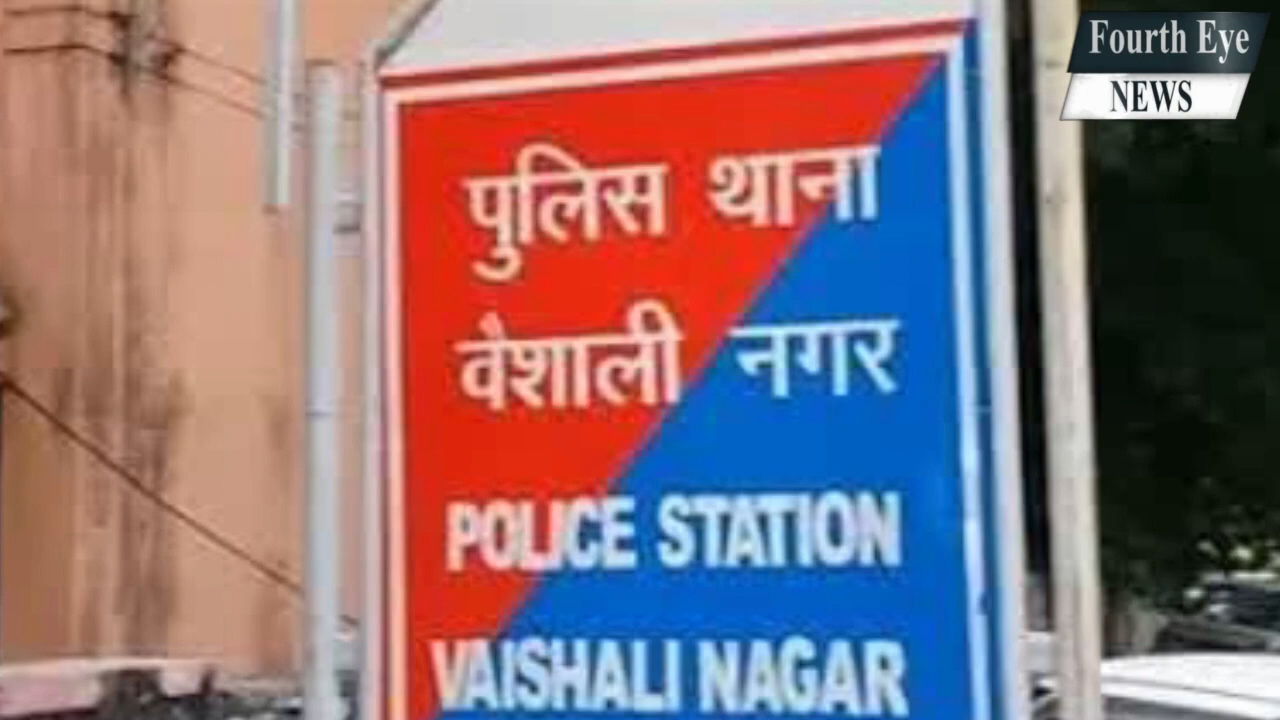 Fourth Eye
NEWS
पुलिस थाना
वैशाली नगर
POLICE STATION
VAISHALI NAGAR